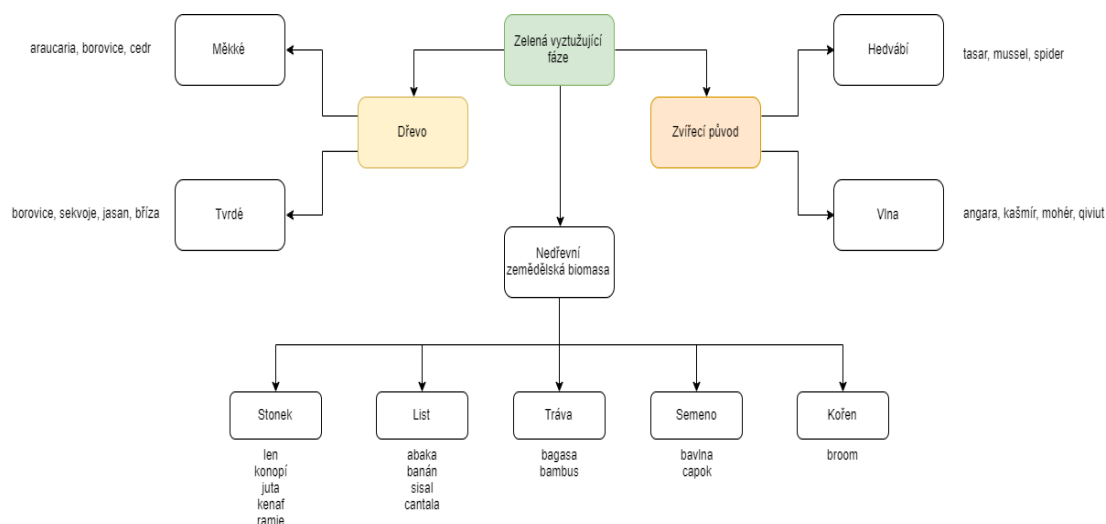 Zelená vyztužující
fáze
araucaria, borovice, cedr
Měkké
Hedvábí
tasar, mussel, spider
Dřevo
Zvířecí původ
borovice, sekvoje, jasan, bříza
Tvrdé
Vlna
angara, kašmír, mohér, qiviut
Nedřevní
zemědělská biomasa
Stonek
List
Tráva
Semeno
Kořen
len
konopí
juta
kenaf
ramie
abaka
banán
sisal
cantala
bagasa
bambus
bavlna
capok
broom